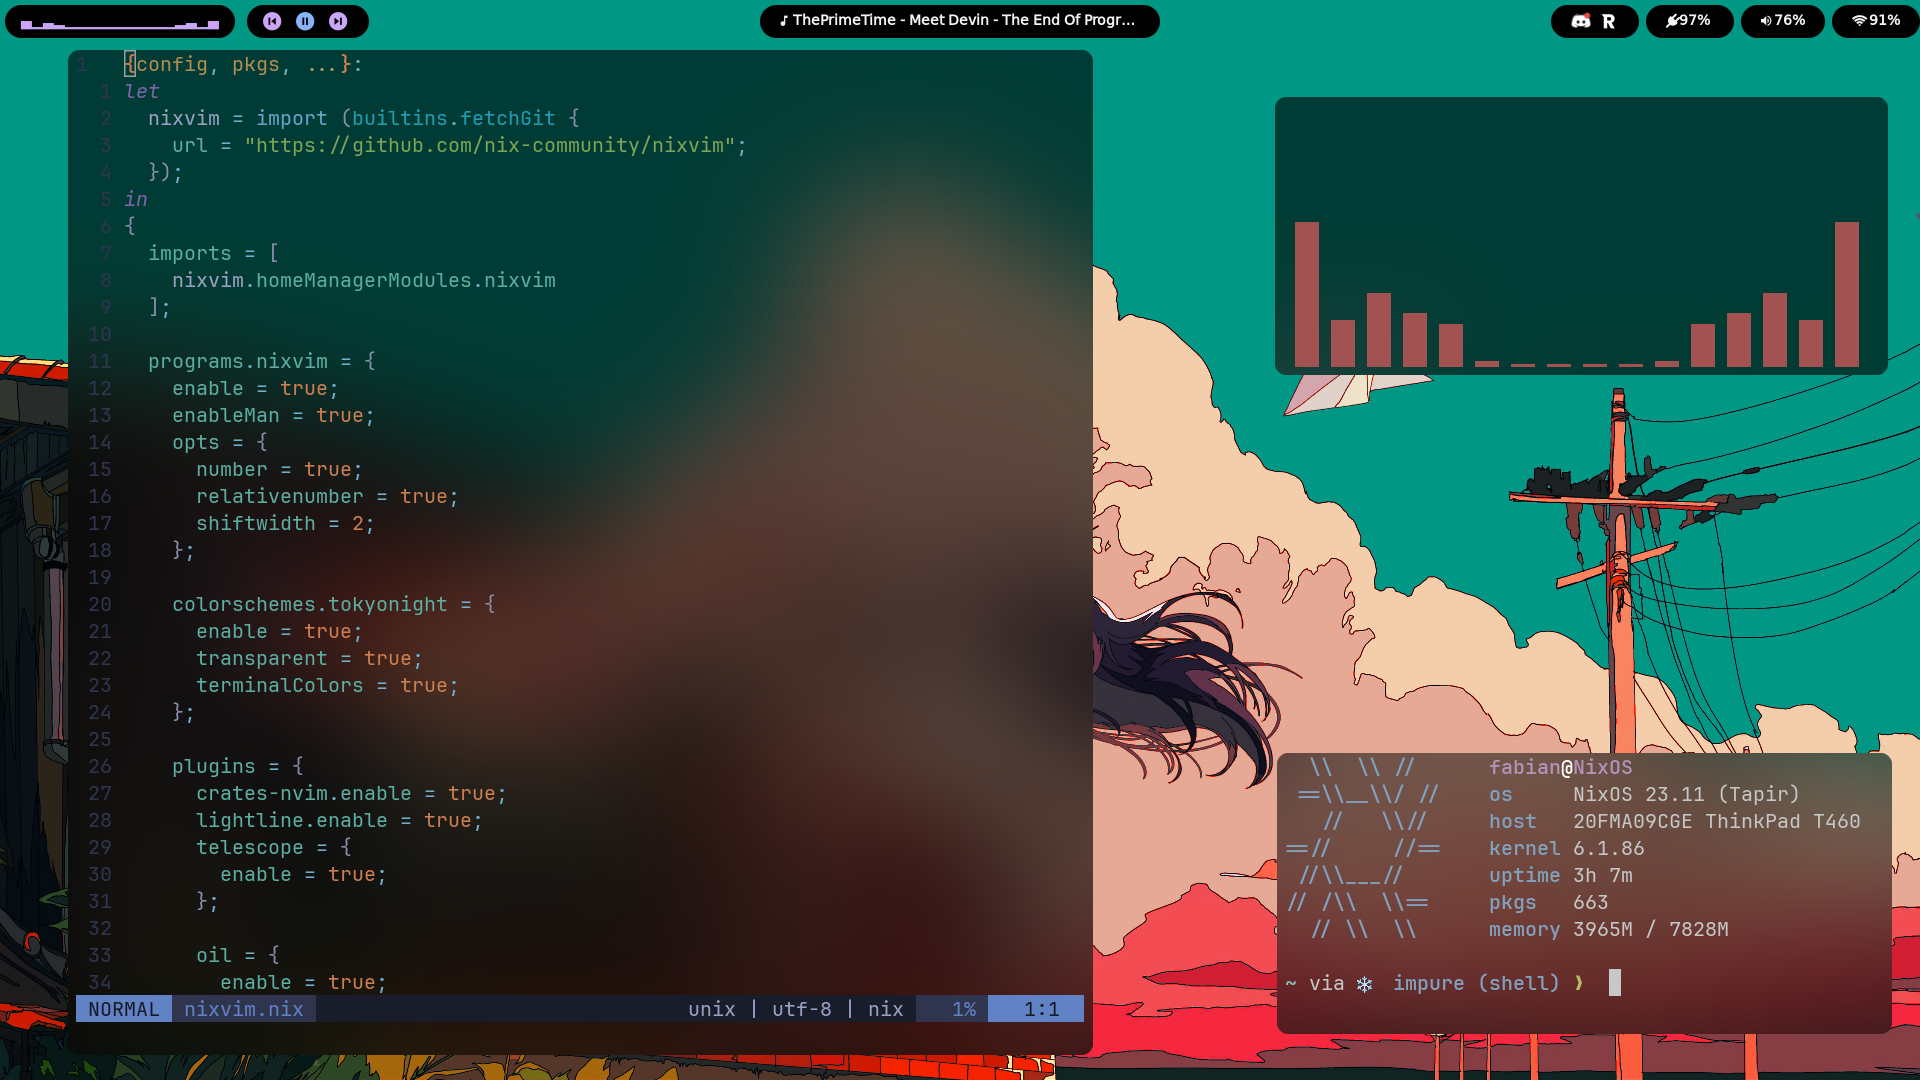 ♪ ThePrimeTime - Meet Devin - The End Of Progr...
97%
76%
91%
1 {config, pkgs, ...}:
1 let
2 nixvim = import (builtins.fetchGit {
3 url = "https://github.com/nix-community/nixvim";
4 });
5 in
6 {
7 imports = [
8 nixvim.homeManagerModules.nixvim
9 ];
10
11 programs.nixvim = {
12 enable = true;
13 enableMan = true;
14 opts = {
15 number = true;
16 relativenumber = true;
17 shiftwidth = 2;
18 };
19
20 colorschemes.tokyonight = {
21 enable = true;
22 transparent = true;
23 terminalColors = true;
24 };
25
26 plugins = {
27 crates-nvim.enable = true;
28 lightline.enable = true;
29 telescope = {
30 enable = true;
31 };
32
33 oil = {
34 enable = true;
NORMAL nixvim.nix unix | utf-8 | nix 1% 1:1
fabian@NixOS
os NixOS 23.11 (Tapir)
host 20FMA09CGE ThinkPad T460
kernel 6.1.86
uptime 3h 7m
pkgs 663
memory 3965M / 7828M
~ via ❄ impure (shell) ❯